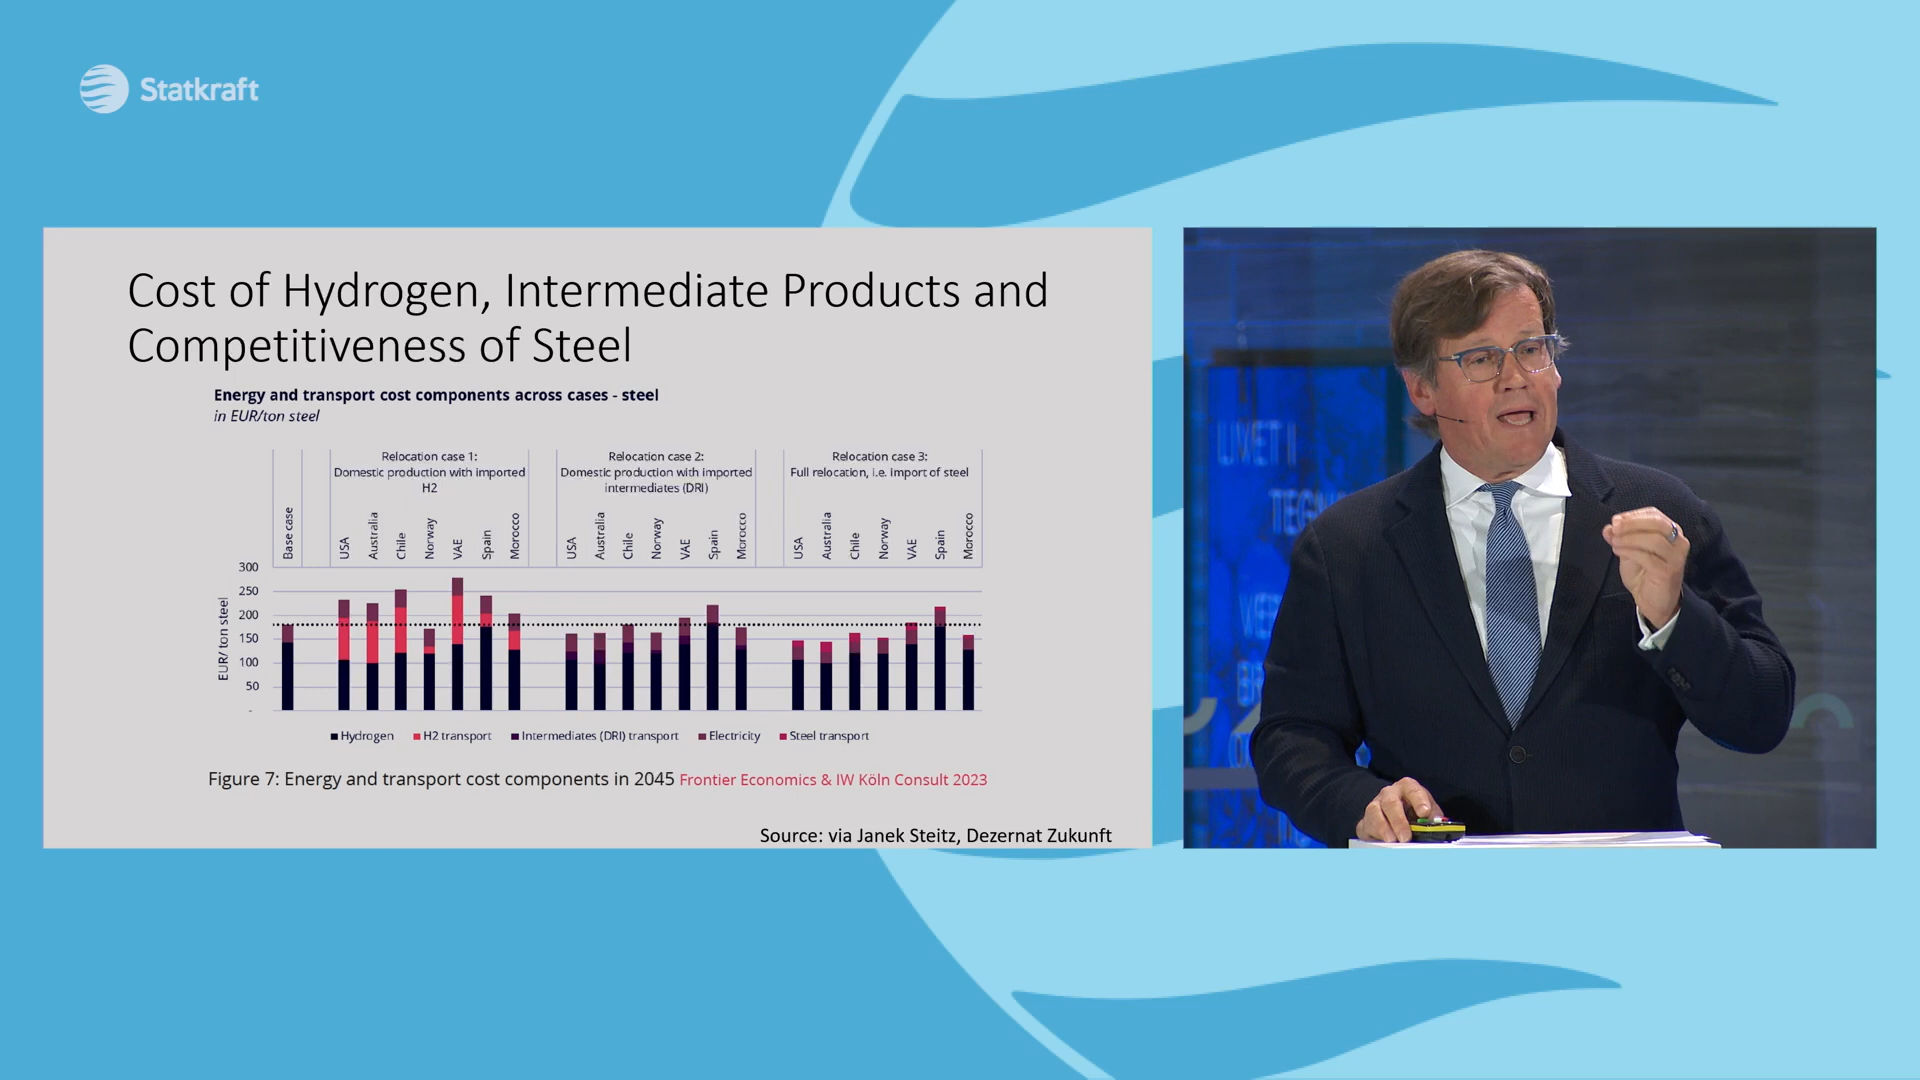 Statkraft
Cost of Hydrogen, Intermediate Products and
Competitiveness of Steel
Energy and transport cost components across cases - steel
in EUR/ton steel
Relocation case 1:
Domestic production with imported
H2
Relocation case 2:
Domestic production with imported
intermediates (DRI)
Relocation case 3:
Full relocation, i.e. import of steel
Base case
USA
Australia
Chile
Norway
VAE
Spain
Morocco
USA
Australia
Chile
Norway
VAE
Spain
Morocco
USA
Australia
Chile
Norway
VAE
Spain
Morocco
EUR/ ton steel
300
250
200
150
100
50
-
Hydrogen H2 transport Intermediates (DRI) transport Electricity Steel transport
Figure 7: Energy and transport cost components in 2045 Frontier Economics & IW Köln Consult 2023
Source: via Janek Steitz, Dezernat Zukunft